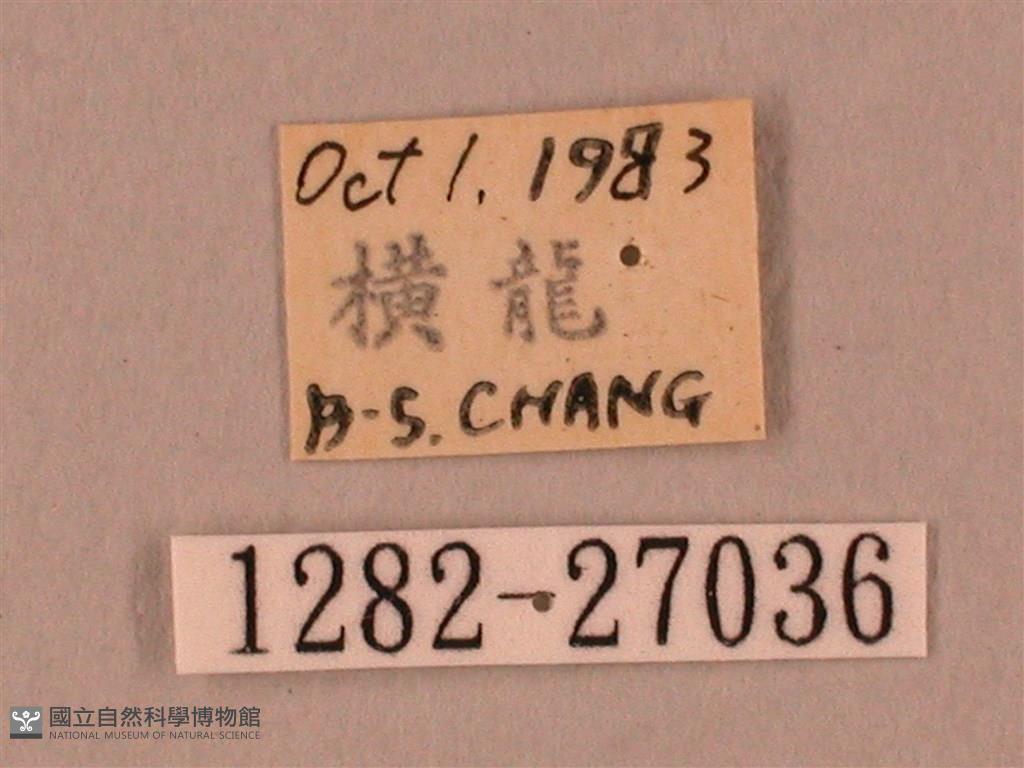 Oct 1. 1983
橫龍
B-S. CHANG
1282-27036
國立自然科學博物館
NATIONAL MUSEUM OF NATURAL SCIENCE